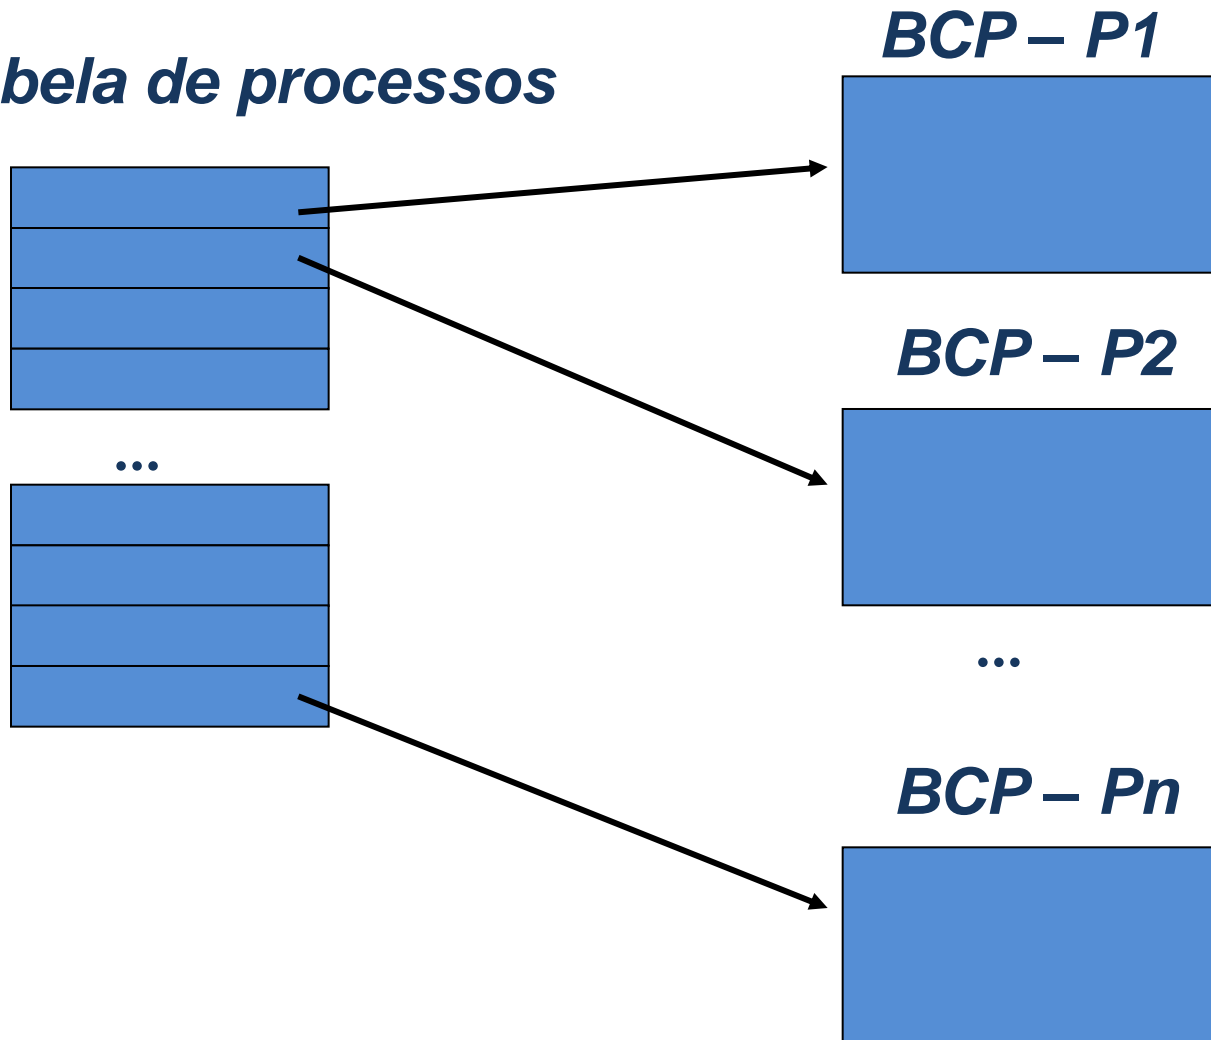 BCP – P1
bela de processos
BCP – P2
...
...
BCP – Pn